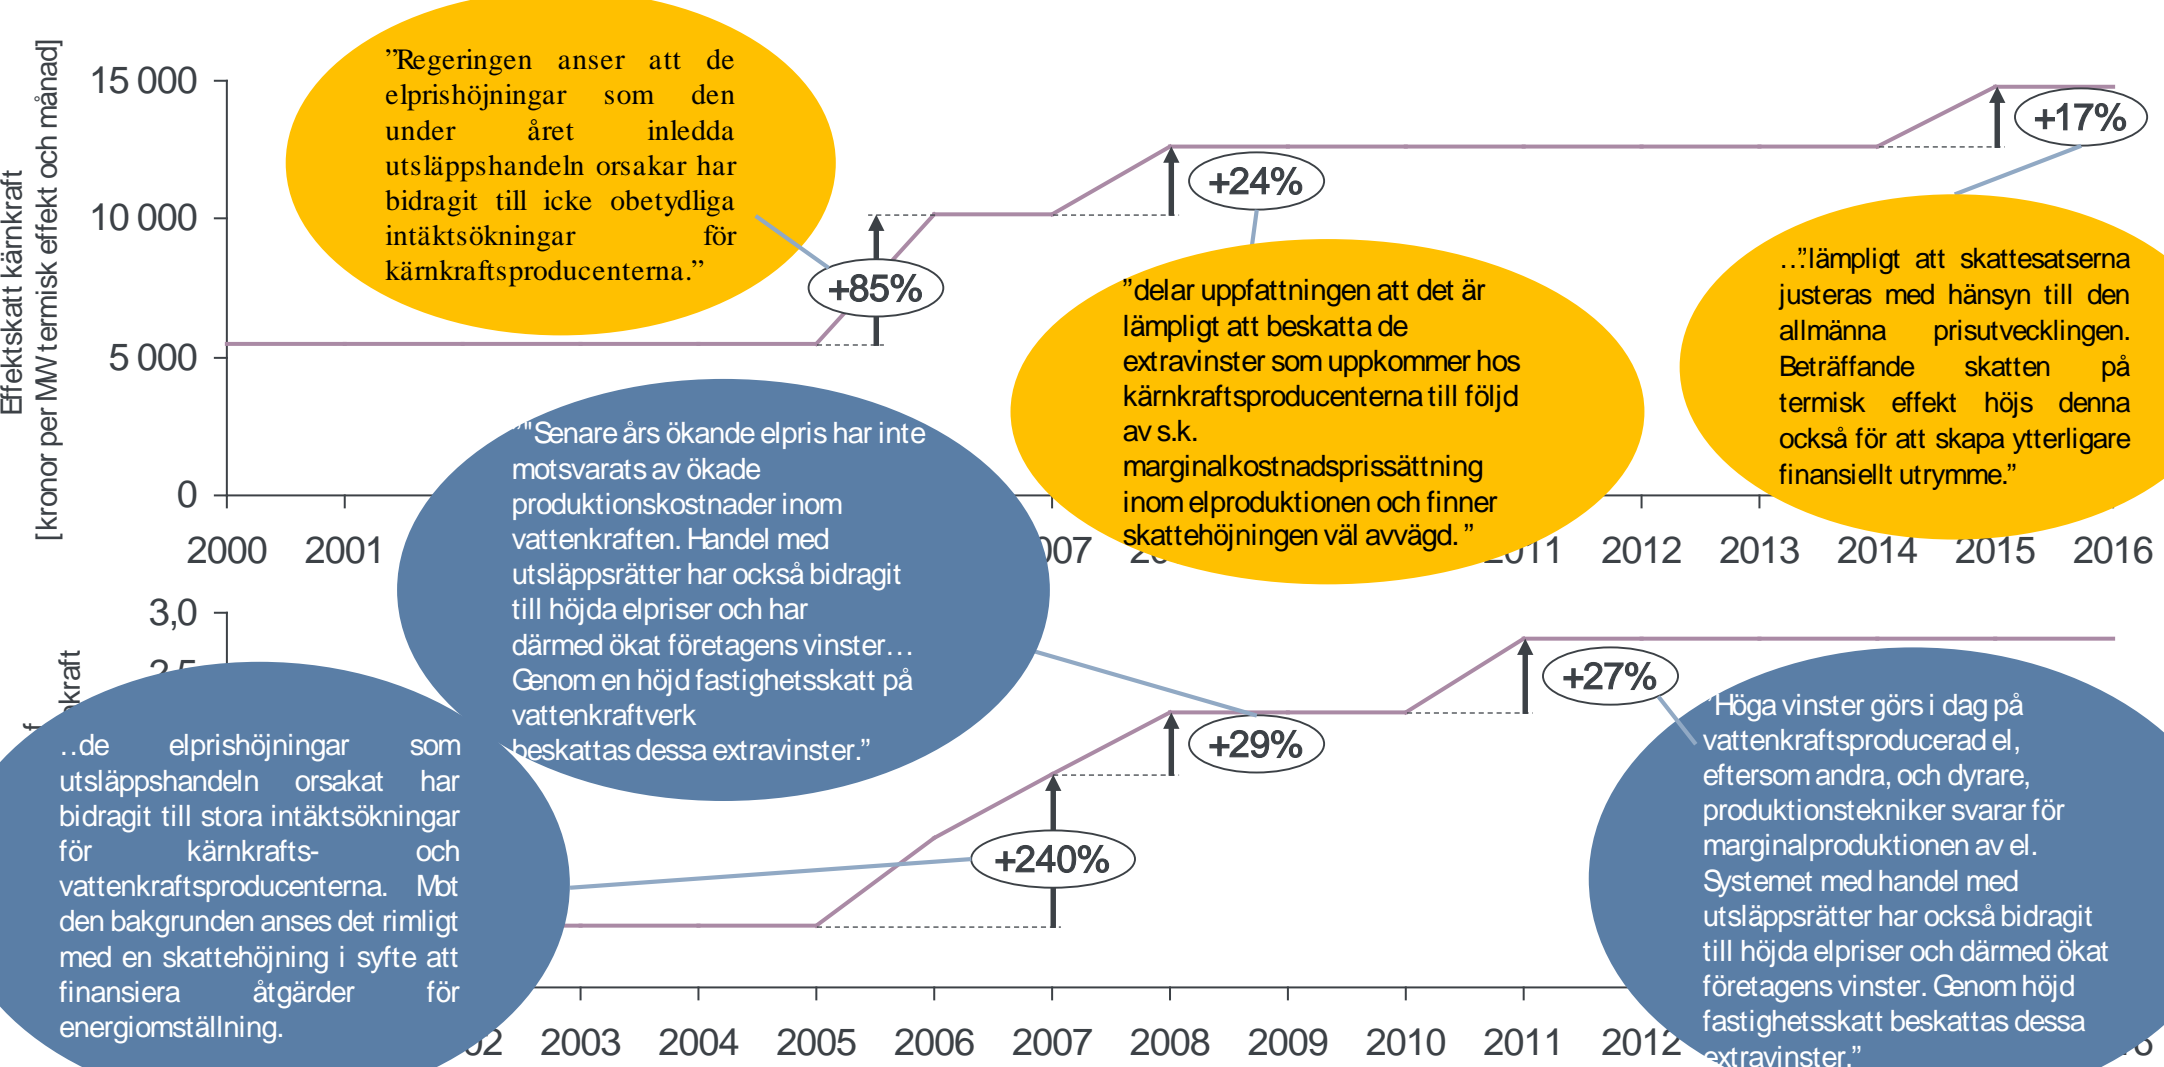 Effektskatt kärnkraft
[kronor per MW termisk effekt och månad]
15 000
10 000
5 000
0
2000 2001 2012 2013 2014 2015 2016
”Regeringen anser att de
elprishöjningar som den
under året inledda
utsläppshandeln orsakar har
bidragit till icke obetydliga
intäktsökningar för
kärnkraftsproducenterna.”
+85%
+24%
+17%
”delar uppfattningen att det är
lämpligt att beskatta de
extravinster som uppkommer hos
kärnkraftsproducenterna till följd
av s.k.
marginalkostnadsprissättning
inom elproduktionen och finner
skattehöjningen väl avvägd.”
…”lämpligt att skattesatserna
justeras med hänsyn till den
allmänna prisutvecklingen.
Beträffande skatten på
termisk effekt höjs denna
också för att skapa ytterligare
finansiellt utrymme.”
”"Senare års ökande elpris har inte
motsvarats av ökade
produktionskostnader inom
vattenkraften. Handel med
utsläppsrätter har också bidragit
till höjda elpriser och har
därmed ökat företagens vinster…
Genom en höjd fastighetsskatt på
vattenkraftverk
beskattas dessa extravinster.”
3,0
kraft
…de elprishöjningar som
utsläppshandeln orsakat har
bidragit till stora intäktsökningar
för kärnkrafts- och
vattenkraftsproducenterna. Mot
den bakgrunden anses det rimligt
med en skattehöjning i syfte att
finansiera åtgärder för
energiomställning.
+240%
+29%
+27%
”Höga vinster görs i dag på
vattenkraftsproducerad el,
eftersom andra, och dyrare,
produktionstekniker svarar för
marginalproduktionen av el.
Systemet med handel med
utsläppsrätter har också bidragit
till höjda elpriser och därmed ökat
företagens vinster. Genom höjd
fastighetsskatt beskattas dessa
extravinster.”
2003 2004 2005 2006 2007 2008 2009 2010 2011 2012